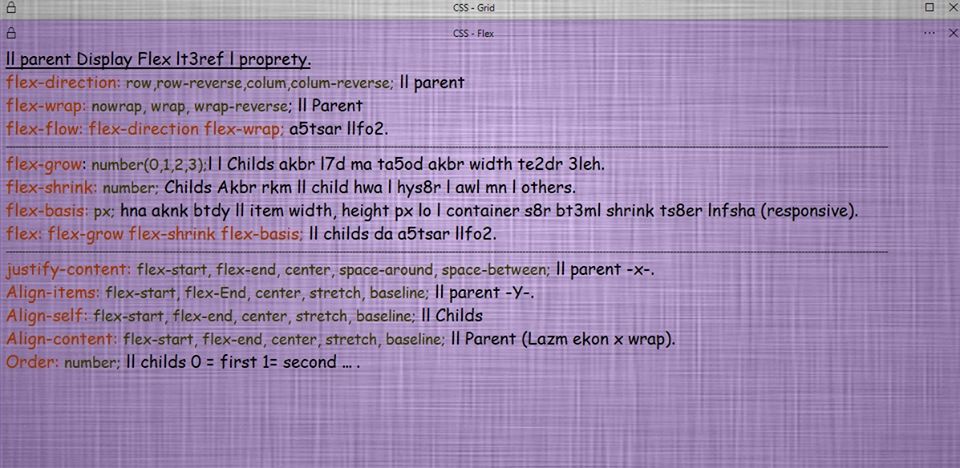 CSS - Grid
CSS - Flex
ll parent Display Flex lt3ref l proprety.
flex-direction: row,row-reverse,colum,colum-reverse; ll parent
flex-wrap: nowrap, wrap, wrap-reverse; ll Parent
flex-flow: flex-direction flex-wrap; a5tsar llfo2.
flex-grow: number(0,1,2,3);l l Childs akbr l7d ma ta5od akbr width te2dr 3leh.
flex-shrink: number; Childs Akbr rkm ll child hwa l hys8r l awl mn l others.
flex-basis: px; hna aknk btdy ll item width, height px lo l container s8r bt3ml shrink ts8er lnfsha (responsive).
flex: flex-grow flex-shrink flex-basis; ll childs da a5tsar llfo2.
justify-content: flex-start, flex-end, center, space-around, space-between; ll parent -x-.
Align-items: flex-start, flex-End, center, stretch, baseline; ll parent -Y-.
Align-self: flex-start, flex-end, center, stretch, baseline; ll Childs
Align-content: flex-start, flex-end, center, stretch, baseline; ll Parent (Lazm ekon x wrap).
Order: number; ll childs 0 = first 1= second ... .